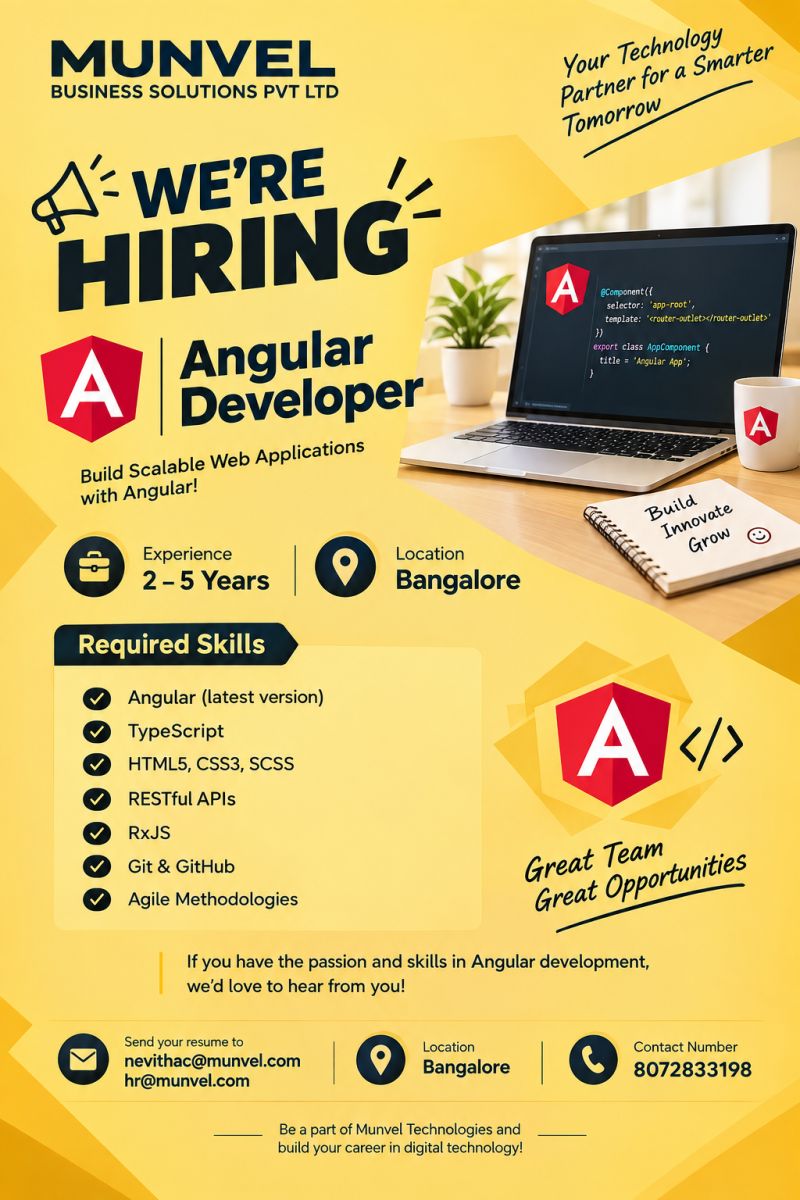 MUNVEL
BUSINESS SOLUTIONS PVT LTD
Your Technology
Partner for a Smarter
Tomorrow
WE'RE
HIRING
A
Angular
Developer
Build Scalable Web Applications
with Angular!
A
@Component({
selector: 'app-root',
template: '<router-outlet></router-outlet>'
})
export class AppComponent {
title = 'Angular App';
}
A
Build
Innovate
Grow
Experience
2 – 5 Years
Location
Bangalore
Required Skills
Angular (latest version)
TypeScript
HTML5, CSS3, SCSS
RESTful APIs
RxJS
Git & GitHub
Agile Methodologies
A
</>
Great Team
Great Opportunities
If you have the passion and skills in Angular development,
we'd love to hear from you!
Send your resume to
nevithac@munvel.com
hr@munvel.com
Location
Bangalore
Contact Number
8072833198
Be a part of Munvel Technologies and
build your career in digital technology!